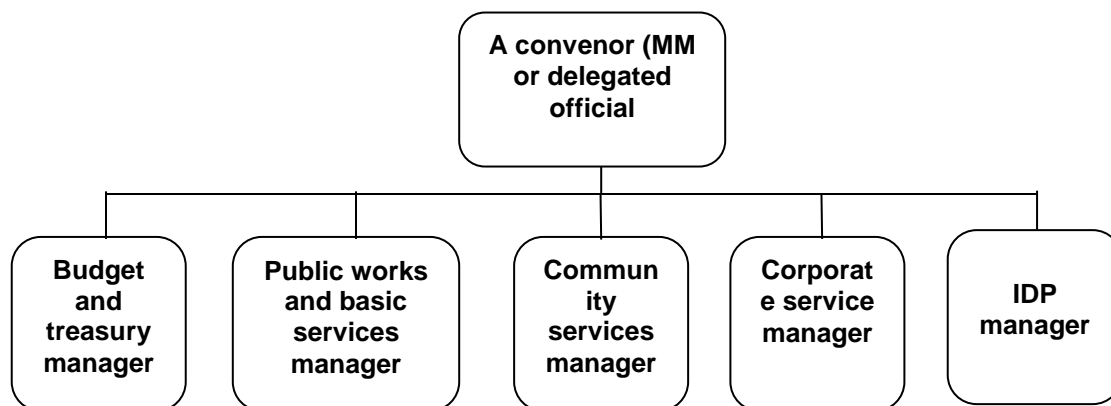 A convenor (MM
or delegated
official
Budget
and
treasury
manager
Public works
and basic
services
manager
Commun
ity
services
manager
Corporat
e service
manager
IDP
manager